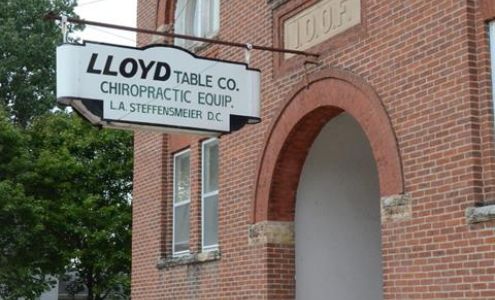 I.O.O.F.
LLOYD TABLE CO.
CHIROPRACTIC EQUIP.
L.A. STEFFENSMEIER D.C.